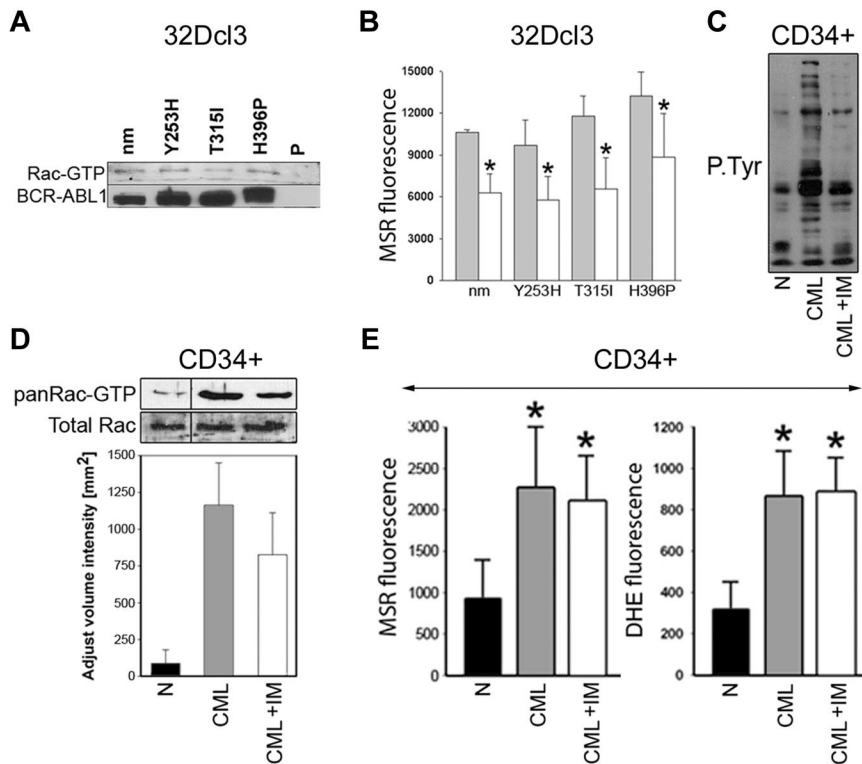 A
32Dcl3
nm
Y253H
T315I
H396P
P
Rac-GTP
BCR-ABL1
B
32Dcl3
MSR fluorescence
15000
12000
9000
6000
3000
0
*
*
*
*
nm
Y253H
T315I
H396P
C
CD34+
P.Tyr
N
CML
CML +IM
D
CD34+
panRac-GTP
Total Rac
Adjust volume intensity [mm²]
1500
1250
1000
750
500
250
0
N
CML
CML +IM
E
CD34+
MSR fluorescence
3000
2500
2000
1500
1000
500
0
*
*
N
CML
CML +IM
DHE fluorescence
1200
1000
800
600
400
200
0
*
*
N
CML
CML +IM